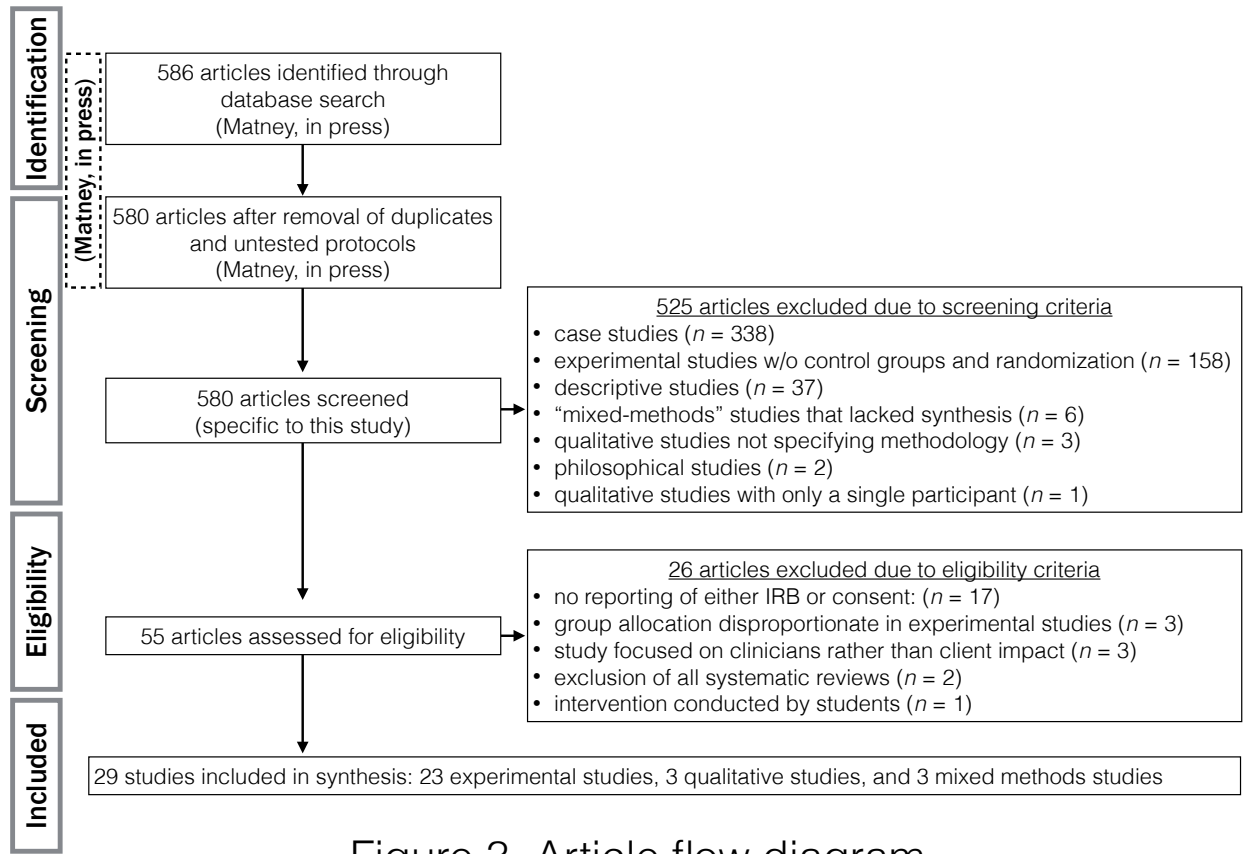 Identification
(Matney, in press)
586 articles identified through
database search
(Matney, in press)
580 articles after removal of duplicates
and untested protocols
(Matney, in press)
Screening
580 articles screened
(specific to this study)
525 articles excluded due to screening criteria
• case studies (n = 338)
• experimental studies w/o control groups and randomization (n = 158)
• descriptive studies (n = 37)
• “mixed-methods” studies that lacked synthesis (n = 6)
• qualitative studies not specifying methodology (n = 3)
• philosophical studies (n = 2)
• qualitative studies with only a single participant (n = 1)
Eligibility
55 articles assessed for eligibility
26 articles excluded due to eligibility criteria
• no reporting of either IRB or consent: (n = 17)
• group allocation disproportionate in experimental studies (n = 3)
• study focused on clinicians rather than client impact (n = 3)
• exclusion of all systematic reviews (n = 2)
• intervention conducted by students (n = 1)
Included
29 studies included in synthesis: 23 experimental studies, 3 qualitative studies, and 3 mixed methods studies
Figure 2. Article flow diagram